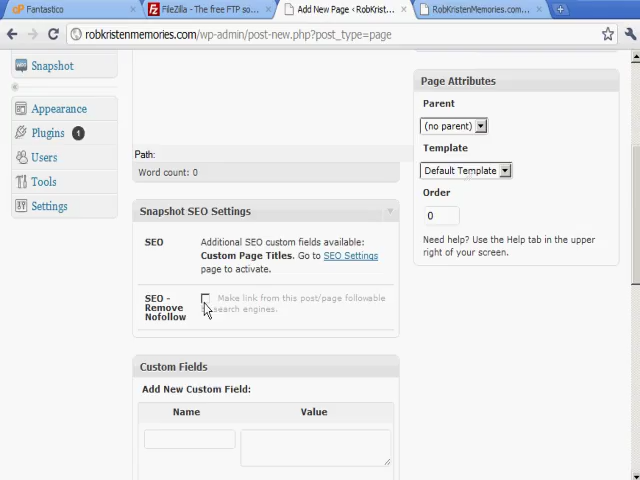 Fantastico
FileZilla - The free FTP so...
Add New Page ‹ RobKris...
RobKristenMemories.com...
robkristenmemories.com/wp-admin/post-new.php?post_type=page
Snapshot
Appearance
Plugins 1
Users
Tools
Settings
Path:
Word count: 0
Snapshot SEO Settings
SEO
Additional SEO custom fields available:
Custom Page Titles. Go to SEO Settings
page to activate.
SEO -
Remove
Nofollow
Make link from this post/page followable
search engines.
Custom Fields
Add New Custom Field:
Name
Value
Page Attributes
Parent
(no parent)
Template
Default Template
Order
0
Need help? Use the Help tab in the upper
right of your screen.